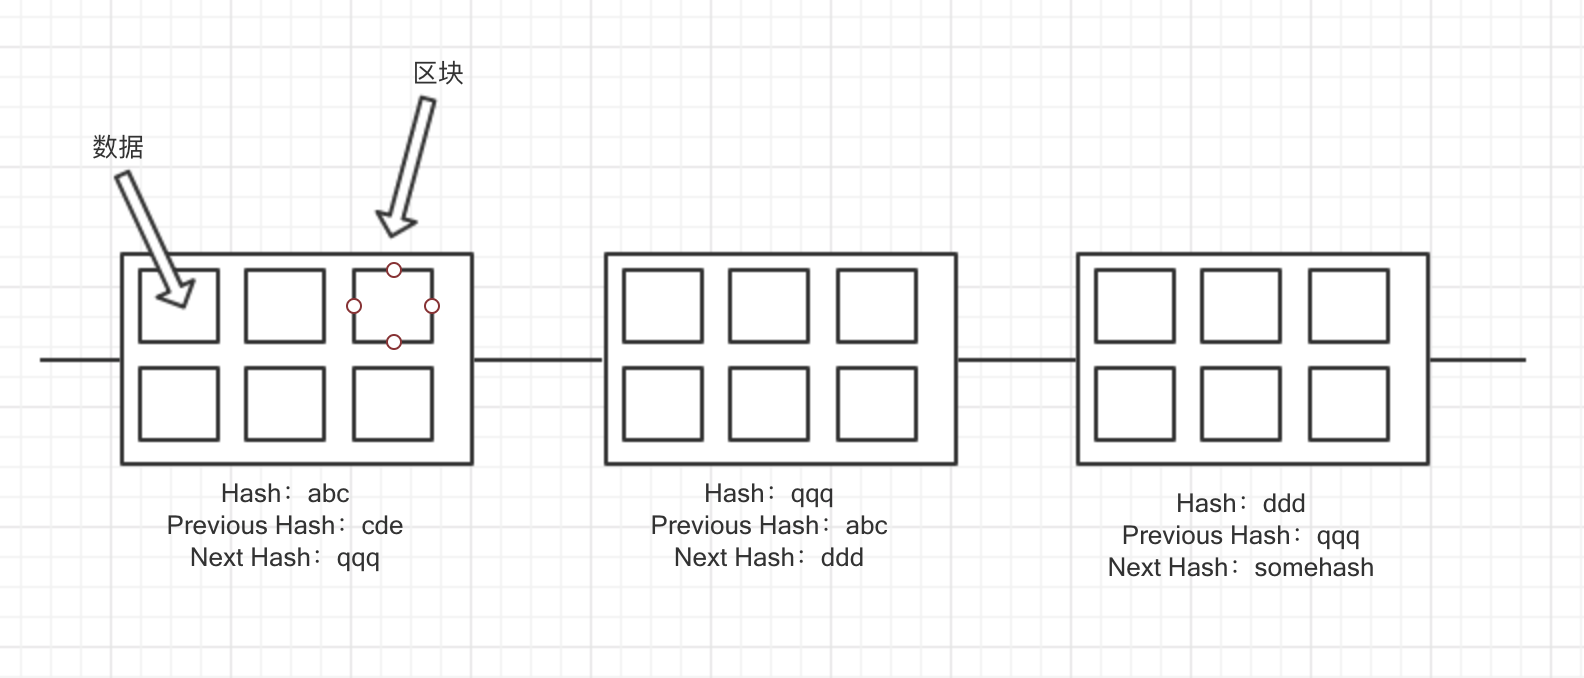 区块
数据
Hash：abc
Previous Hash：cde
Next Hash：qqq
Hash：qqq
Previous Hash：abc
Next Hash：ddd
Hash：ddd
Previous Hash：qqq
Next Hash：somehash